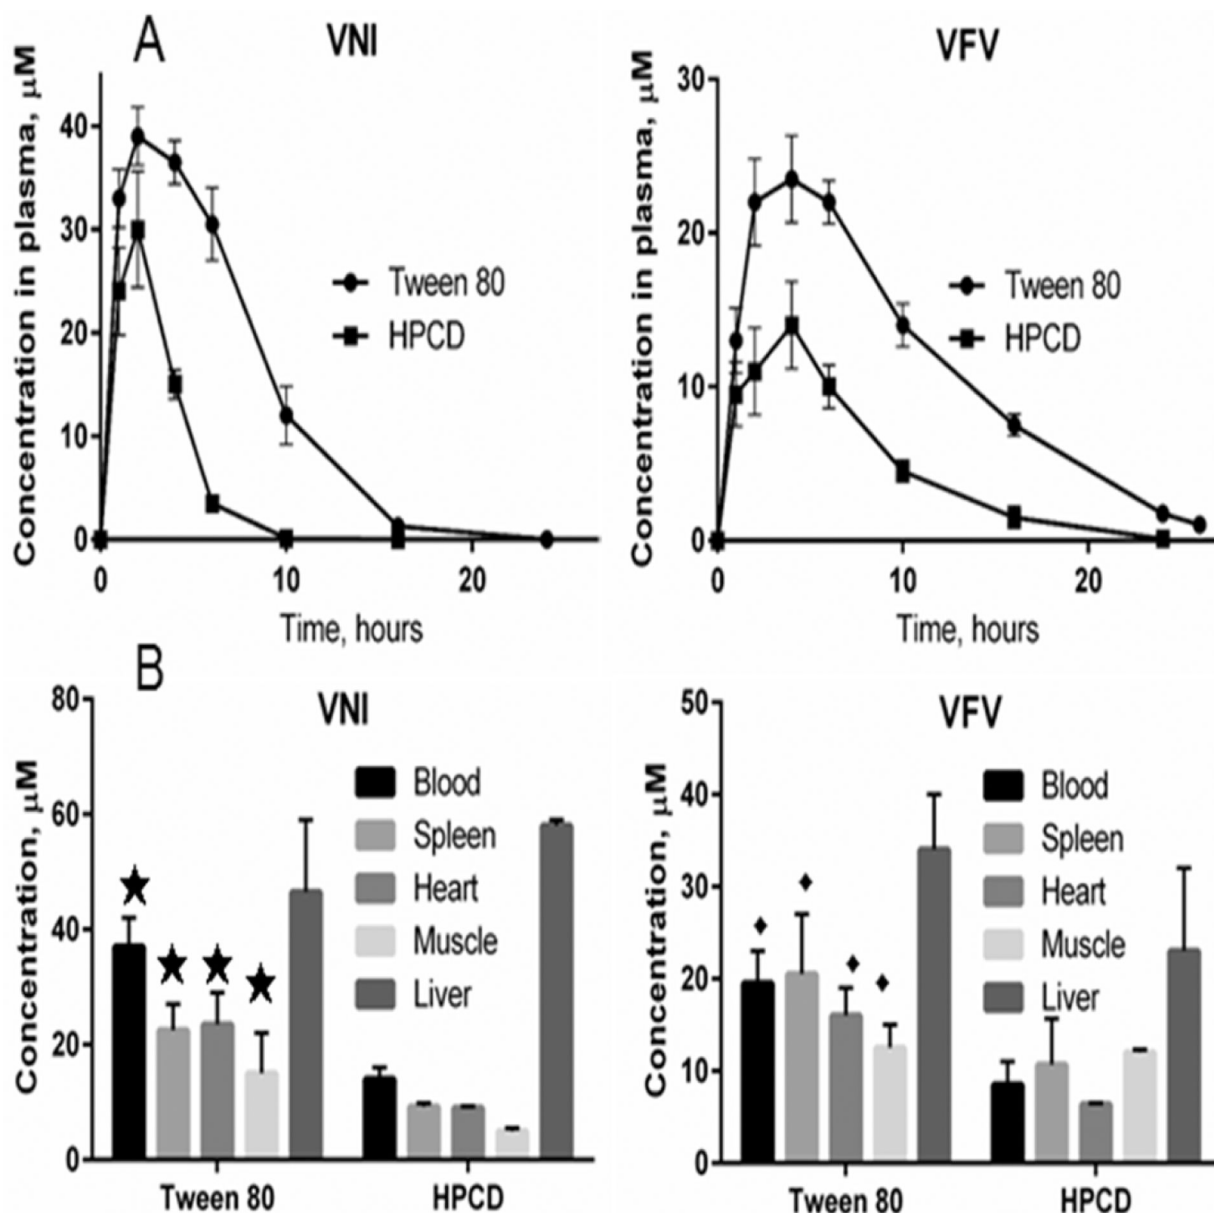 A
VNI
Concentration in plasma, μM
40
30
20
10
0
Tween 80
HPCD
0
10
20
Time, hours
VFV
Concentration in plasma, μM
30
20
10
0
Tween 80
HPCD
0
10
20
Time, hours
B
VNI
Concentration, μM
80
60
40
20
0
Blood
Spleen
Heart
Muscle
Liver
Tween 80
HPCD
VFV
Concentration, μM
50
40
30
20
10
0
Blood
Spleen
Heart
Muscle
Liver
Tween 80
HPCD